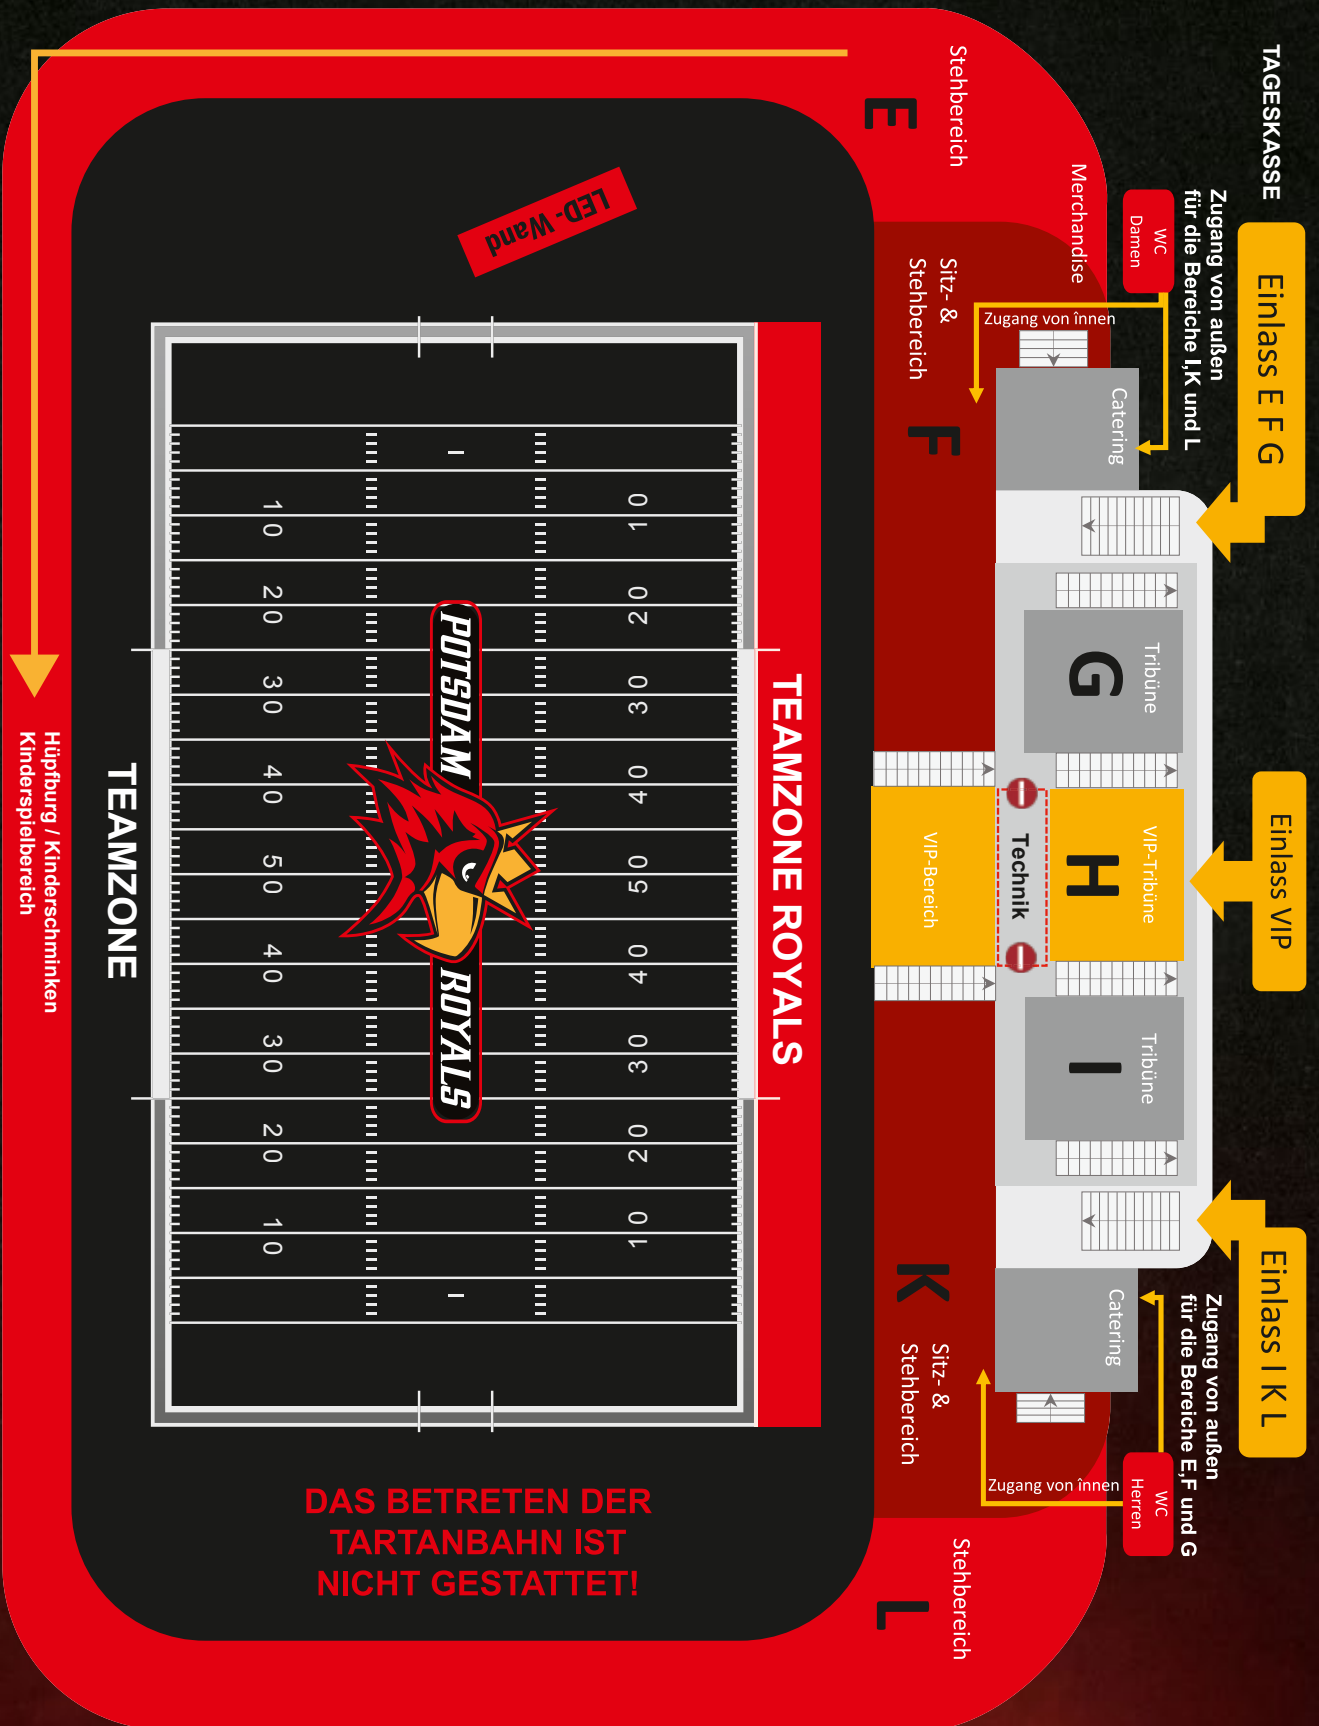 TAGESKASSE
Einlass E F G
Einlass VIP
Einlass I K L
Zugang von außen
für die Bereiche I,K und L
Zugang von außen
für die Bereiche E,F und G
WC
Damen
WC
Herren
Merchandise
Zugang von innen
Zugang von innen
Catering
Catering
Tribüne
G
VIP-Tribüne
H
Tribüne
I
Technik
VIP-Bereich
Stehbereich
E
Sitz- &
Stehbereich
F
K
Sitz- &
Stehbereich
Stehbereich
L
LED-Wand
TEAMZONE ROYALS
10 20 30 40 50 40 30 20 10
POTSDAM ROYALS
10 20 30 40 50 40 30 20 10
TEAMZONE
Hüpfburg / Kinderschminken
Kinderspielbereich
DAS BETRETEN DER
TARTANBAHN IST
NICHT GESTATTET!